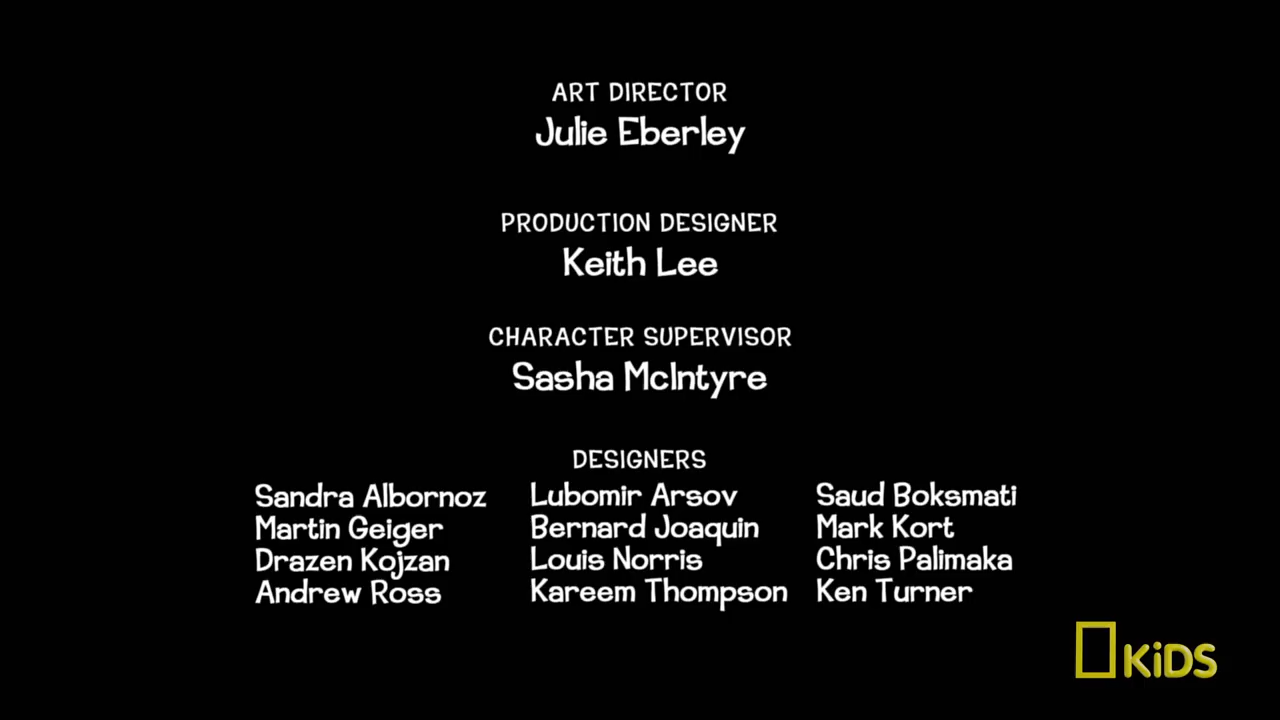 ART DIRECTOR
Julie Eberley
PRODUCTION DESIGNER
Keith Lee
CHARACTER SUPERVISOR
Sasha McIntyre
DESIGNERS
Sandra Albornoz Lubomir Arsov Saud Boksmati
Martin Geiger Bernard Joaquin Mark Kort
Drazen Kojzan Louis Norris Chris Palimaka
Andrew Ross Kareem Thompson Ken Turner
KiDS